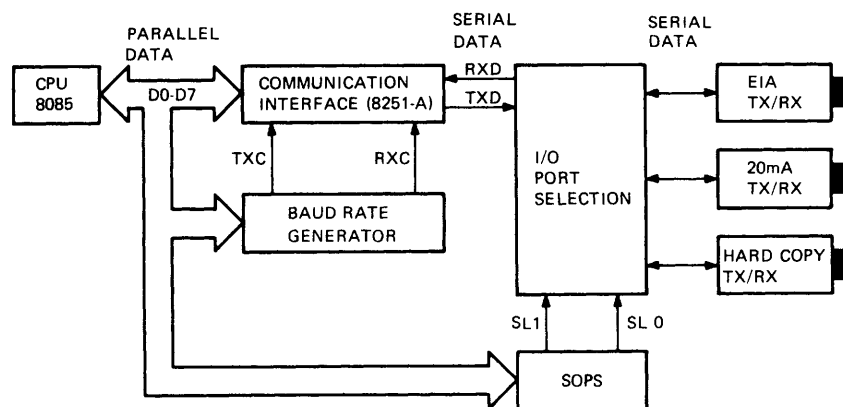 PARALLEL
DATA
SERIAL
DATA
SERIAL
DATA
CPU
8085
D0-D7
COMMUNICATION
INTERFACE (8251-A)
RXD
TXD
EIA
TX/RX
TXC
RXC
I/O
PORT
SELECTION
20mA
TX/RX
BAUD RATE
GENERATOR
HARD COPY
TX/RX
SL1
SL 0
SOPS